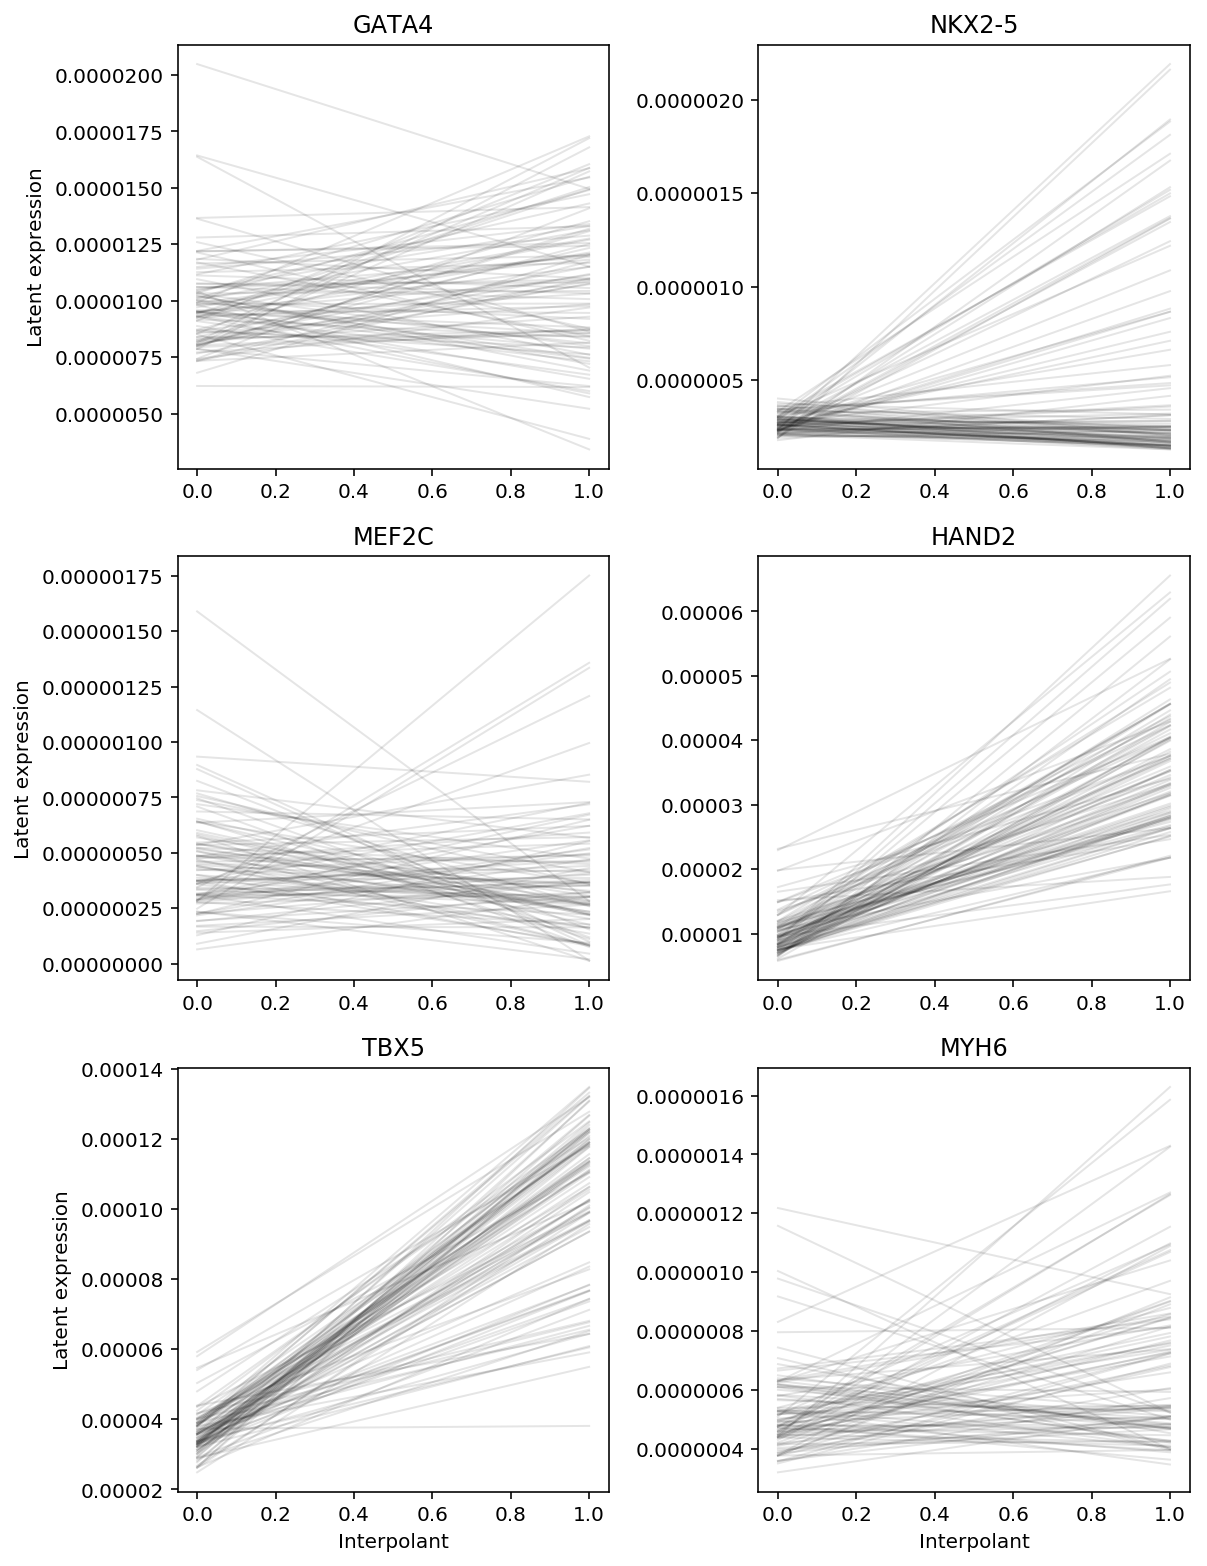 GATA4
Latent expression
0.0000200
0.0000175
0.0000150
0.0000125
0.0000100
0.0000075
0.0000050
0.0 0.2 0.4 0.6 0.8 1.0
NKX2-5
0.0000020
0.0000015
0.0000010
0.0000005
0.0 0.2 0.4 0.6 0.8 1.0
MEF2C
Latent expression
0.00000175
0.00000150
0.00000125
0.00000100
0.00000075
0.00000050
0.00000025
0.00000000
0.0 0.2 0.4 0.6 0.8 1.0
HAND2
0.00006
0.00005
0.00004
0.00003
0.00002
0.00001
0.0 0.2 0.4 0.6 0.8 1.0
TBX5
Latent expression
0.00014
0.00012
0.00010
0.00008
0.00006
0.00004
0.00002
0.0 0.2 0.4 0.6 0.8 1.0
Interpolant
MYH6
0.0000016
0.0000014
0.0000012
0.0000010
0.0000008
0.0000006
0.0000004
0.0 0.2 0.4 0.6 0.8 1.0
Interpolant